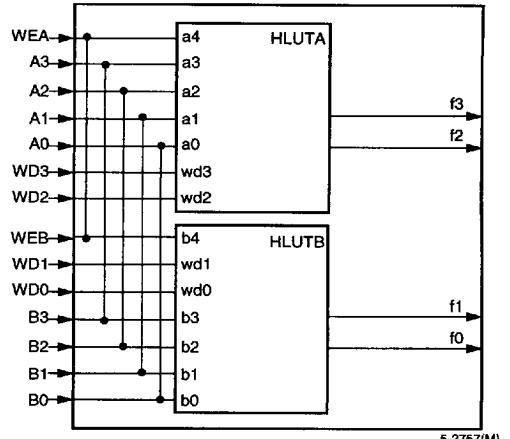 WEA a4 HLUTA
A3 a3
A2 a2
A1 a1 f3
A0 a0 f2
WD3 wd3
WD2 wd2
WEB b4 HLUTB
WD1 wd1
WD0 wd0
B3 b3 f1
B2 b2 f0
B1 b1
B0 b0
5-2757(M)